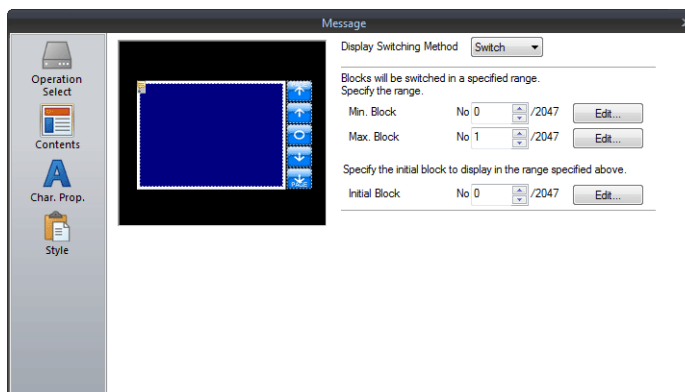 Message
Operation
Select
Contents
Char. Prop.
Style
PAGE
Display Switching Method Switch
Blocks will be switched in a specified range.
Specify the range.
Min. Block No 0 /2047 Edit...
Max. Block No 1 /2047 Edit...
Specify the initial block to display in the range specified above.
Initial Block No 0 /2047 Edit...